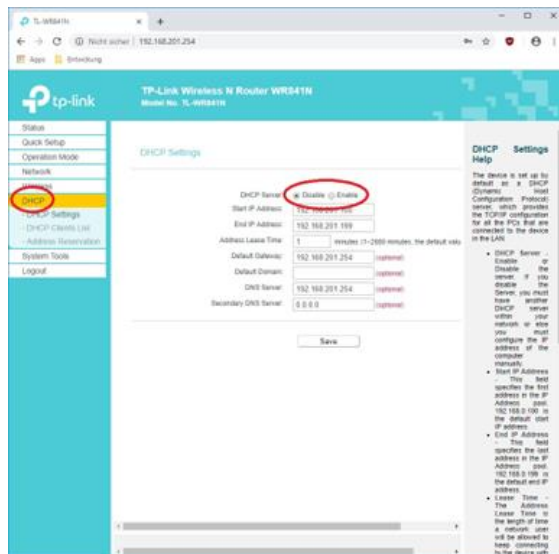 TL-WR841N
Nicht sicher | 192.168.201.254
Apps Entwicklung
tp-link
TP-Link Wireless N Router WR841N
Model No. TL-WR841N
Status
Quick Setup
Operation Mode
Network
Wireless
DHCP
- DHCP Settings
- DHCP Clients List
- Address Reservation
System Tools
Logout
DHCP Settings
DHCP Server: Disable Enable
Start IP Address:
End IP Address: 192.168.201.199
Address Lease Time: 1 minutes (1~2880 minutes, the default valu
Default Gateway: 192.168.201.254 (optional)
Default Domain: (optional)
DNS Server: 192.168.201.254 (optional)
Secondary DNS Server: 0.0.0.0 (optional)
Save
DHCP Settings
Help
The device is set up by
default as a DHCP
(Dynamic Host
Configuration Protocol)
server, which provides
the TCP/IP configuration
for all the PCs that are
connected to the device
in the LAN.
• DHCP Server -
Enable or
Disable the
server. If you
disable the
Server, you must
have another
DHCP server
within your
network or else
you must
configure the IP
address of the
computer
manually.
• Start IP Address
- This field
specifies the first
address in the IP
Address pool.
192.168.0.100 is
the default start
IP address.
• End IP Address
- This field
specifies the last
address in the IP
Address pool.
192.168.0.199 is
the default end IP
address.
• Lease Time -
The Address
Lease Time is
the length of time
a network user
will be allowed to
keep connecting
to the device with